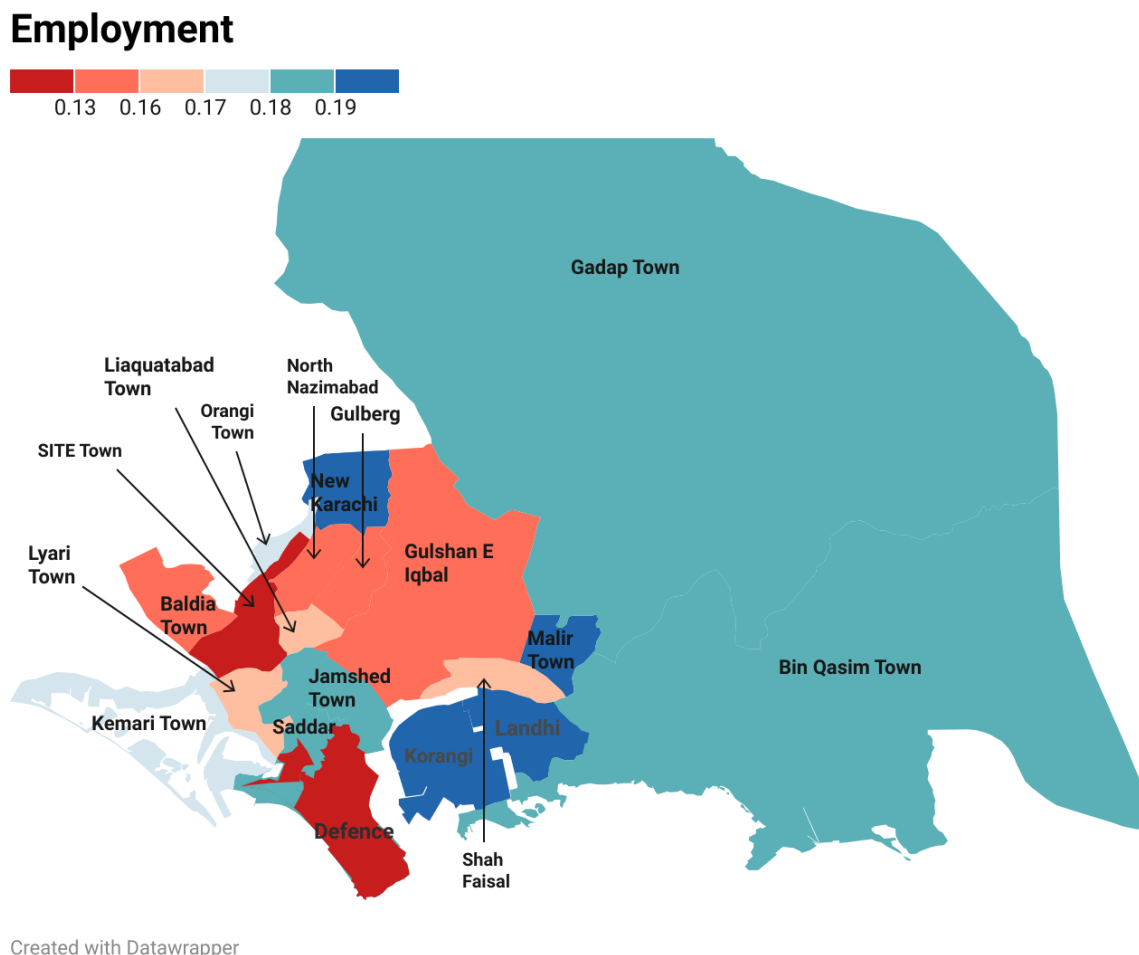 Employment
0.13 0.16 0.17 0.18 0.19
Gadap Town
Liaquatabad
Town
North
Nazimabad
Orangi
Town
Gulberg
SITE Town
New
Karachi
Lyari
Town
Gulshan E
Iqbal
Baldia
Town
Malir
Town
Bin Qasim Town
Jamshed
Town
Kemari Town
Saddar
Landhi
Korangi
Defence
Shah
Faisal
Created with Datawrapper